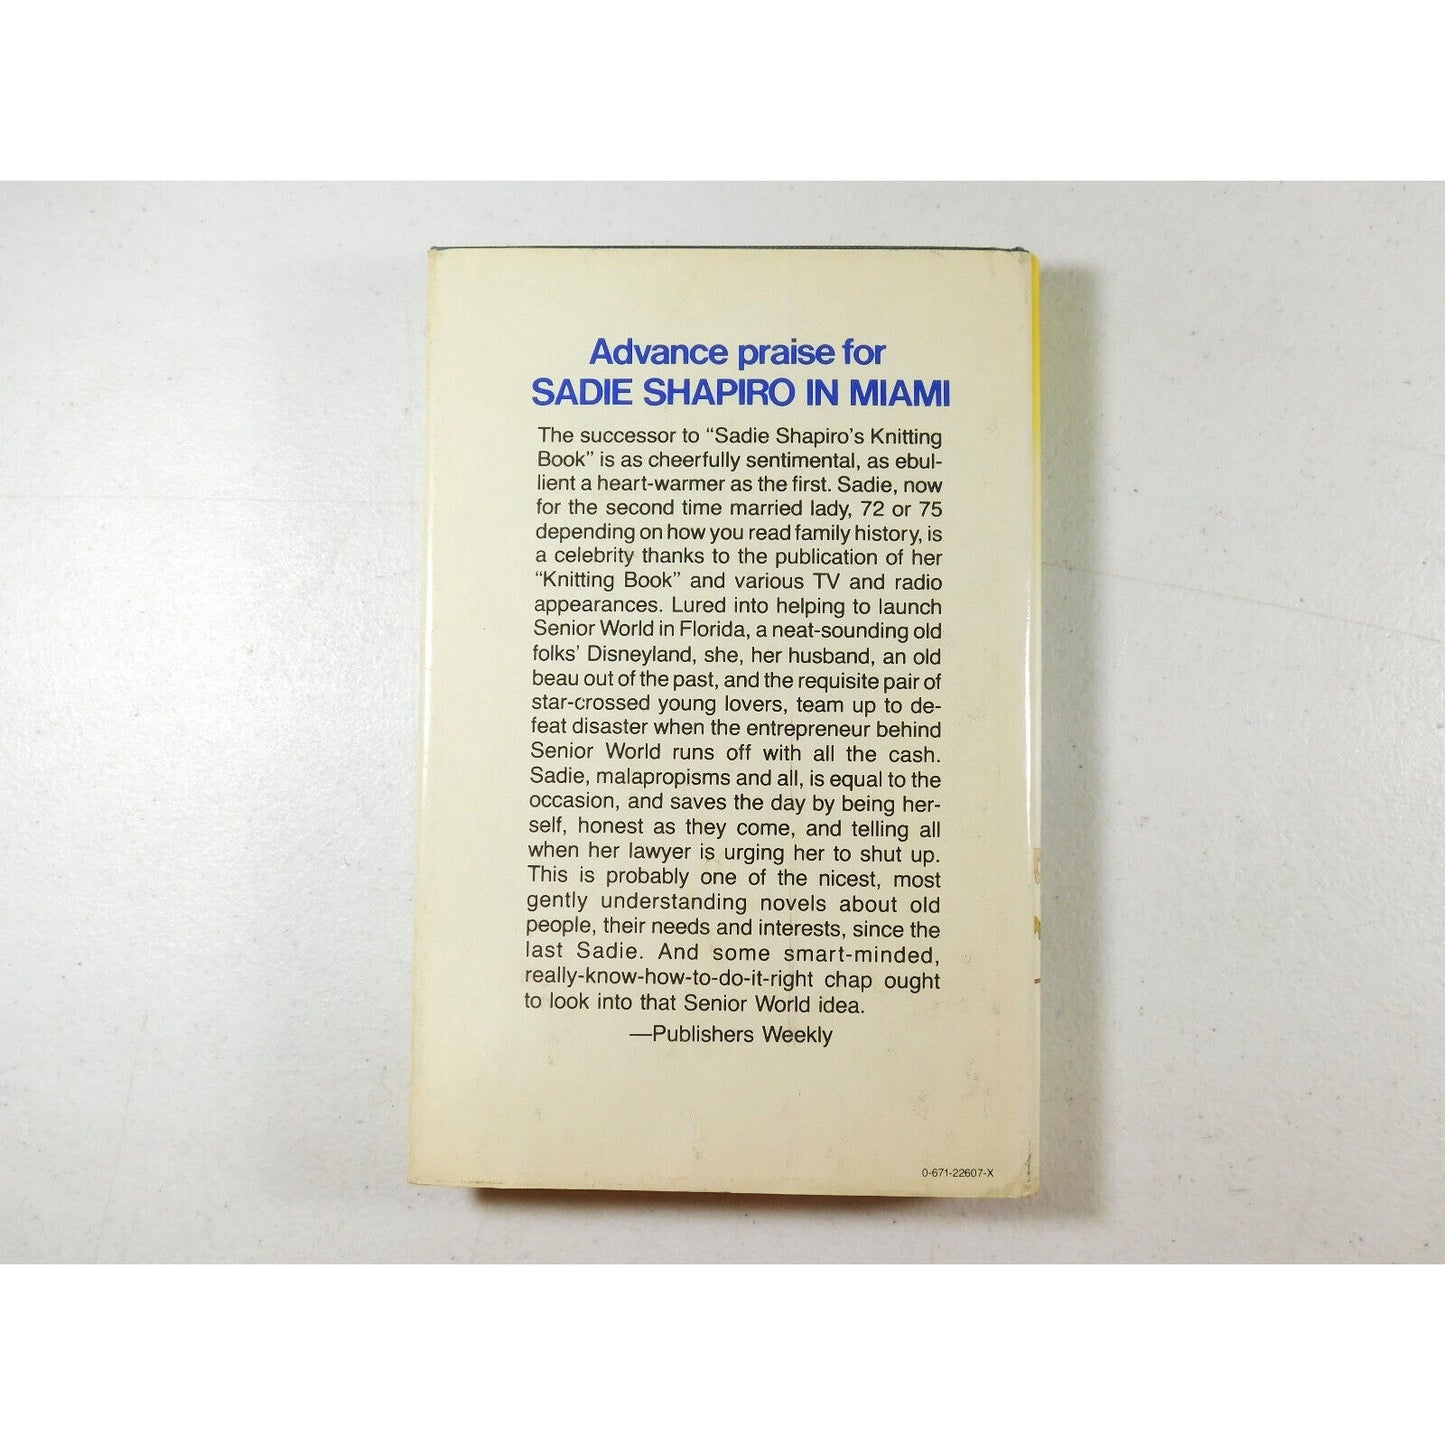 Advance praise for
SADIE SHAPIRO IN MIAMI
The successor to “Sadie Shapiro’s Knitting
Book” is as cheerfully sentimental, as ebul-
lient a heart-warmer as the first. Sadie, now
for the second time married lady, 72 or 75
depending on how you read family history, is
a celebrity thanks to the publication of her
“Knitting Book” and various TV and radio
appearances. Lured into helping to launch
Senior World in Florida, a neat-sounding old
folks’ Disneyland, she, her husband, an old
beau out of the past, and the requisite pair of
star-crossed young lovers, team up to de-
feat disaster when the entrepreneur behind
Senior World runs off with all the cash.
Sadie, malapropisms and all, is equal to the
occasion, and saves the day by being her-
self, honest as they come, and telling all
when her lawyer is urging her to shut up.
This is probably one of the nicest, most
gently understanding novels about old
people, their needs and interests, since the
last Sadie. And some smart-minded,
really-know-how-to-do-it-right chap ought
to look into that Senior World idea.
—Publishers Weekly
0-671-22607-X